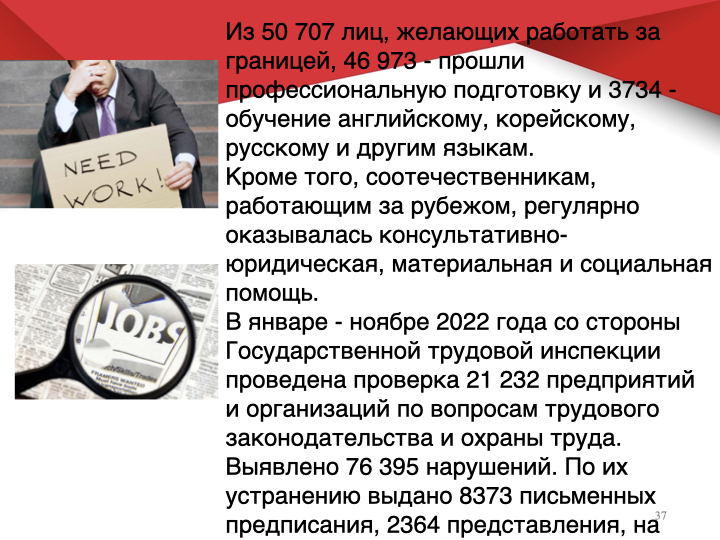 Из 50 707 лиц, желающих работать за
границей, 46 973 - прошли
профессиональную подготовку и 3734 -
обучение английскому, корейскому,
русскому и другим языкам.
Кроме того, соотечественникам,
работающим за рубежом, регулярно
оказывалась консультативно-
юридическая, материальная и социальная
помощь.
В январе - ноябре 2022 года со стороны
Государственной трудовой инспекции
проведена проверка 21 232 предприятий
и организаций по вопросам трудового
законодательства и охраны труда.
Выявлено 76 395 нарушений. По их
устранению выдано 8373 письменных
предписания, 2364 представления, на
37
NEED
WORK!
JOBS